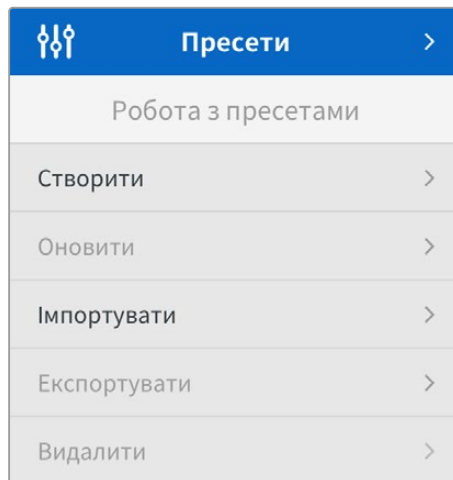 Пресети
Робота з пресетами
Створити
Оновити
Імпортувати
Експортувати
Видалити